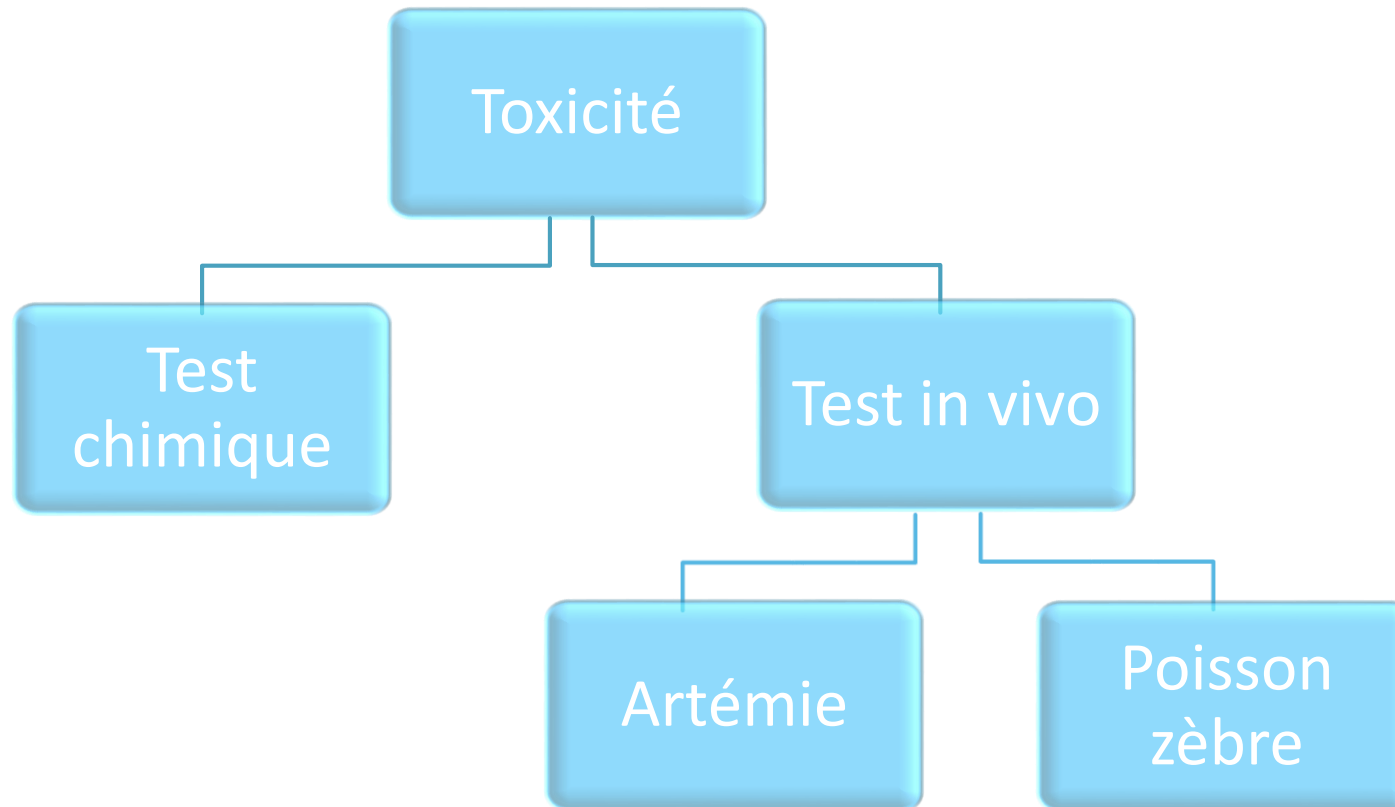 Toxicité
Test
chimique
Test in vivo
Artémie
Poisson
zèbre